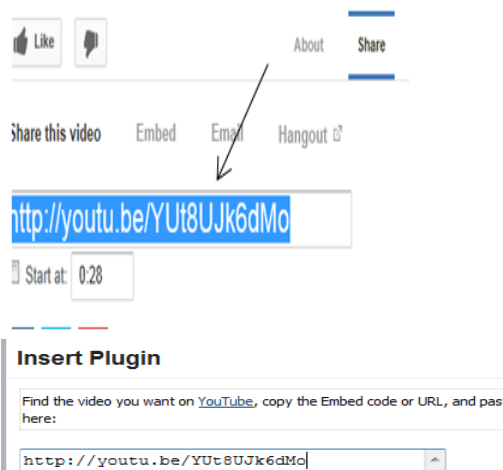 Like About Share
Share this video Embed Email Hangout
http://youtu.be/YUt8UJk6dMo
Start at: 0:28
Insert Plugin
Find the video you want on YouTube, copy the Embed code or URL, and pas
here:
http://youtu.be/YUt8UJk6dMo